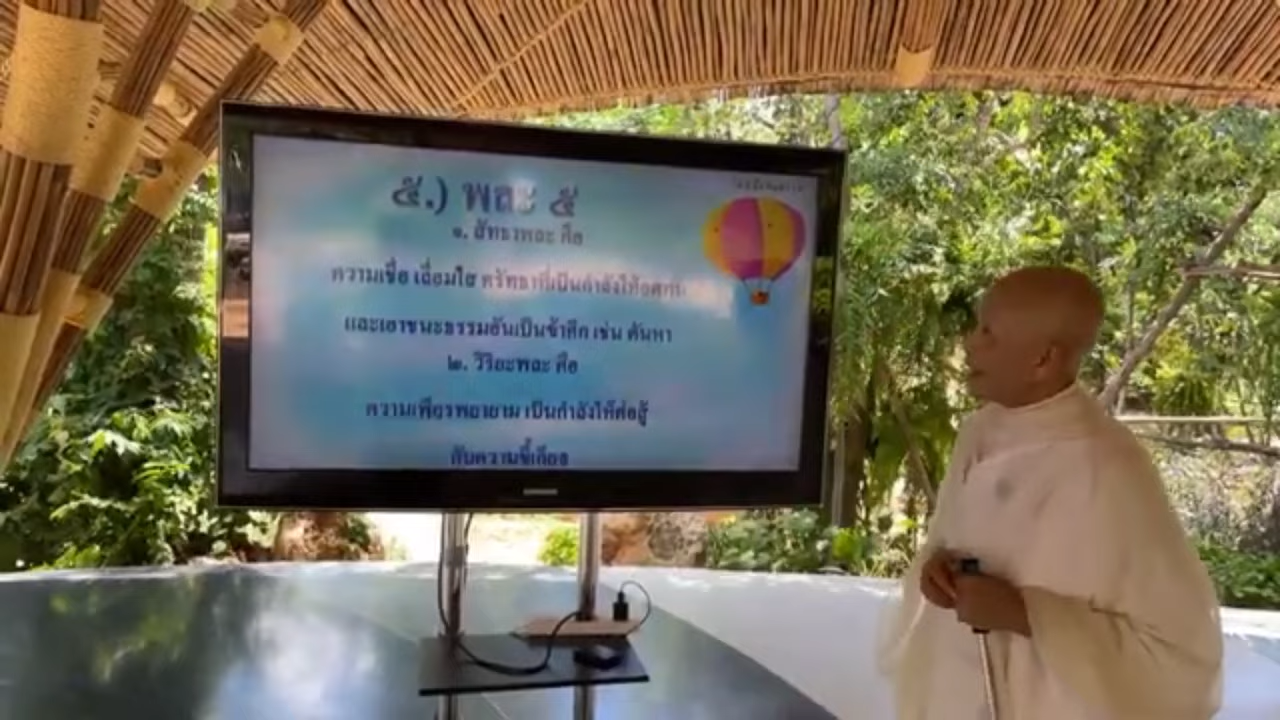 ๕.) พละ ๕
๑. สัทธาพละ คือ
ความเชื่อ เลื่อมใส ศรัทธาที่เป็นกำลังให้อดทน
และเอาชนะธรรมอันเป็นข้าศึก เช่น ตัณหา
๒. วิริยะพละ คือ
ความเพียรพยายาม เป็นกำลังให้ต่อสู้
กับความขี้เกียจ